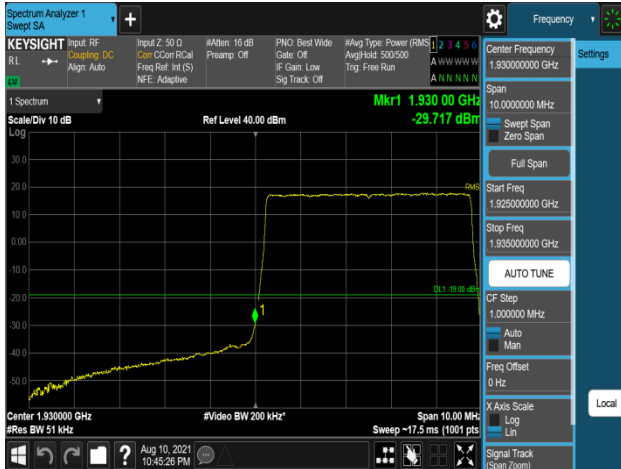 Spectrum Analyzer 1
Swept SA
+
Frequency
KEYSIGHT
RL
Input: RF
Coupling: DC
Align: Auto
Input Z: 50 Ω
Corr CCorr RCal
Freq Ref: Int (S)
NFE: Adaptive
#Atten: 16 dB
Preamp: Off
PNO: Best Wide
Gate: Off
IF Gain: Low
Sig Track: Off
#Avg Type: Power (RMS
Avg|Hold: 500/500
Trig: Free Run
1 2 3 4 5 6
A W W W W W
A N N N N N
LXI
1 Spectrum
Scale/Div 10 dB
Ref Level 40.00 dBm
Mkr1 1.930 00 GHz
-29.717 dBm
Log
30.0
20.0
10.0
0.00
-10.0
-20.0
-30.0
-40.0
-50.0
RMS
DL1 -19.00 dBm
1
Center 1.930000 GHz
#Video BW 200 kHz*
Span 10.00 MHz
#Res BW 51 kHz
Sweep ~17.5 ms (1001 pts
?
Aug 10, 2021
10:45:26 PM
Center Frequency
1.930000000 GHz
Settings
Span
10.0000000 MHz
Swept Span
Zero Span
Full Span
Start Freq
1.925000000 GHz
Stop Freq
1.935000000 GHz
AUTO TUNE
CF Step
1.000000 MHz
Auto
Man
Freq Offset
0 Hz
X Axis Scale
Log
Lin
Local
Signal Track
(Span Zoom)